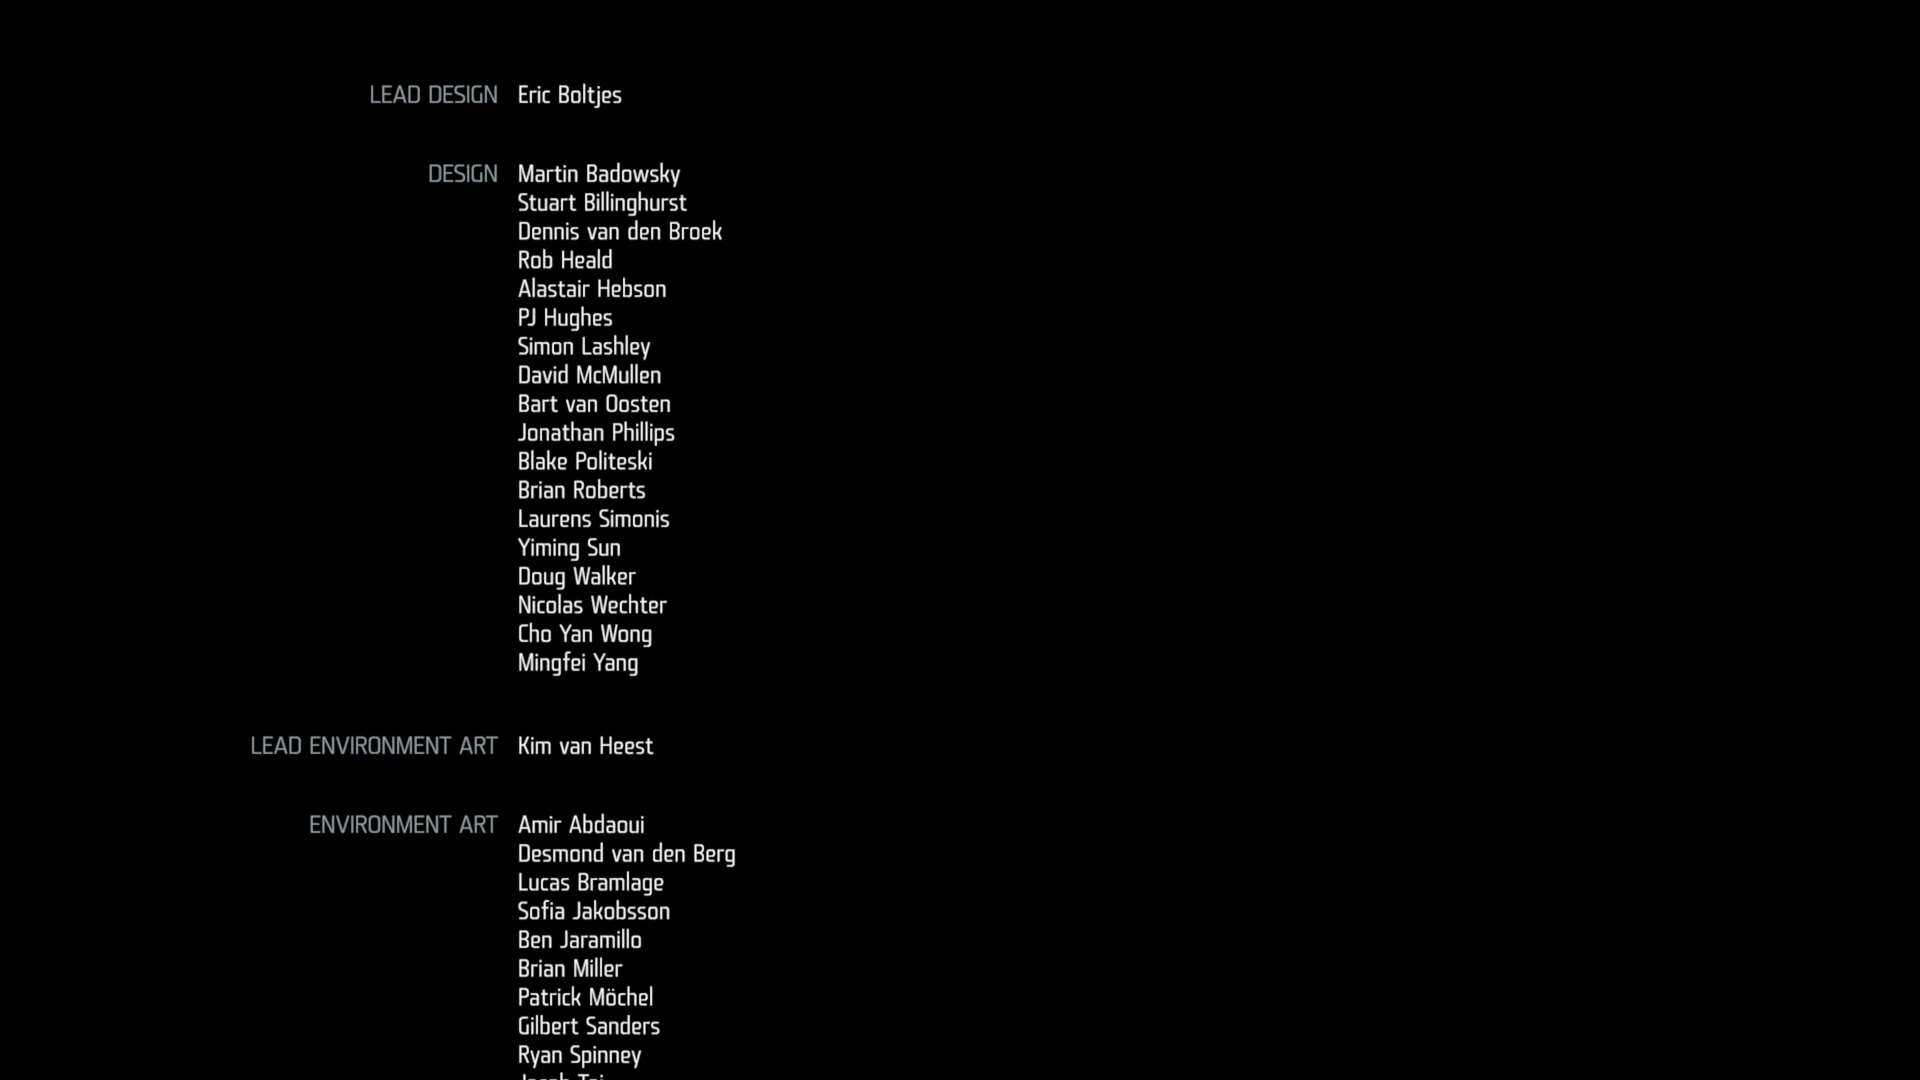 LEAD DESIGN Eric Boltjes
DESIGN Martin Badowsky
Stuart Billinghurst
Dennis van den Broek
Rob Heald
Alastair Hebson
PJ Hughes
Simon Lashley
David McMullen
Bart van Oosten
Jonathan Phillips
Blake Politeski
Brian Roberts
Laurens Simonis
Yiming Sun
Doug Walker
Nicolas Wechter
Cho Yan Wong
Mingfei Yang
LEAD ENVIRONMENT ART Kim van Heest
ENVIRONMENT ART Amir Abdaoui
Desmond van den Berg
Lucas Bramlage
Sofia Jakobsson
Ben Jaramillo
Brian Miller
Patrick Möchel
Gilbert Sanders
Ryan Spinney